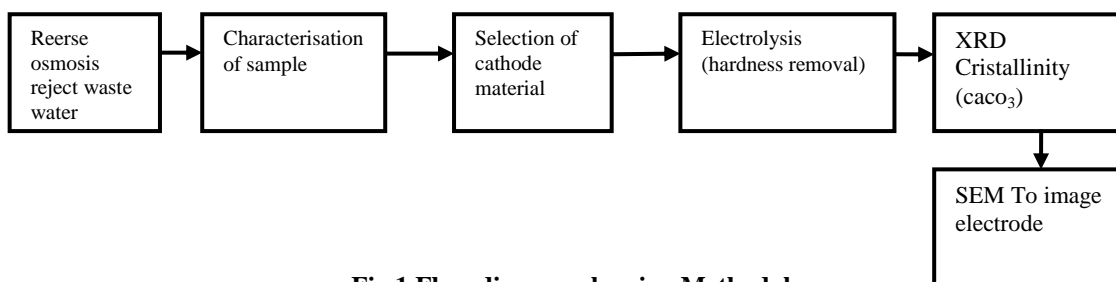 Reerse
osmosis
reject waste
water
Characterisation
of sample
Selection of
cathode
material
Electrolysis
(hardness removal)
XRD
Cristallinity
(caco₃)
SEM To image
electrode